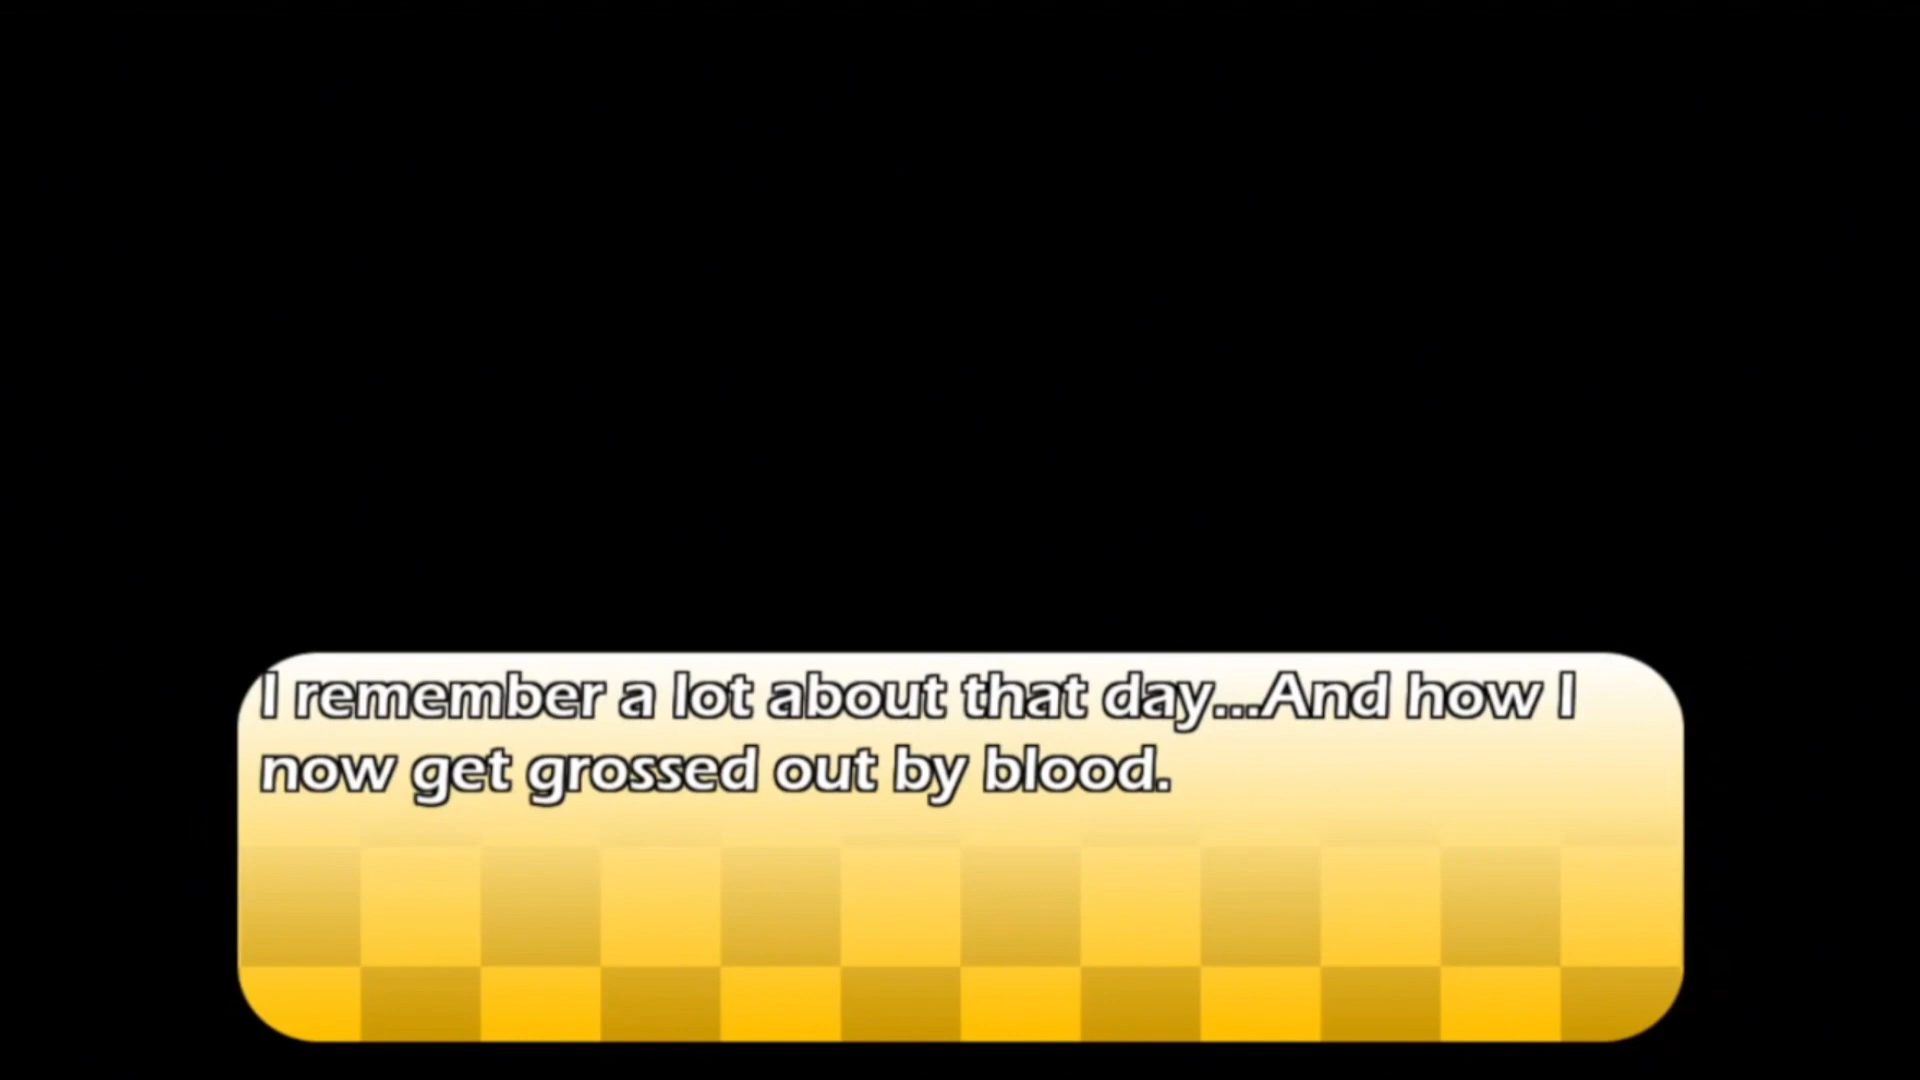 I remember a lot about that day...And how I
now get grossed out by blood.